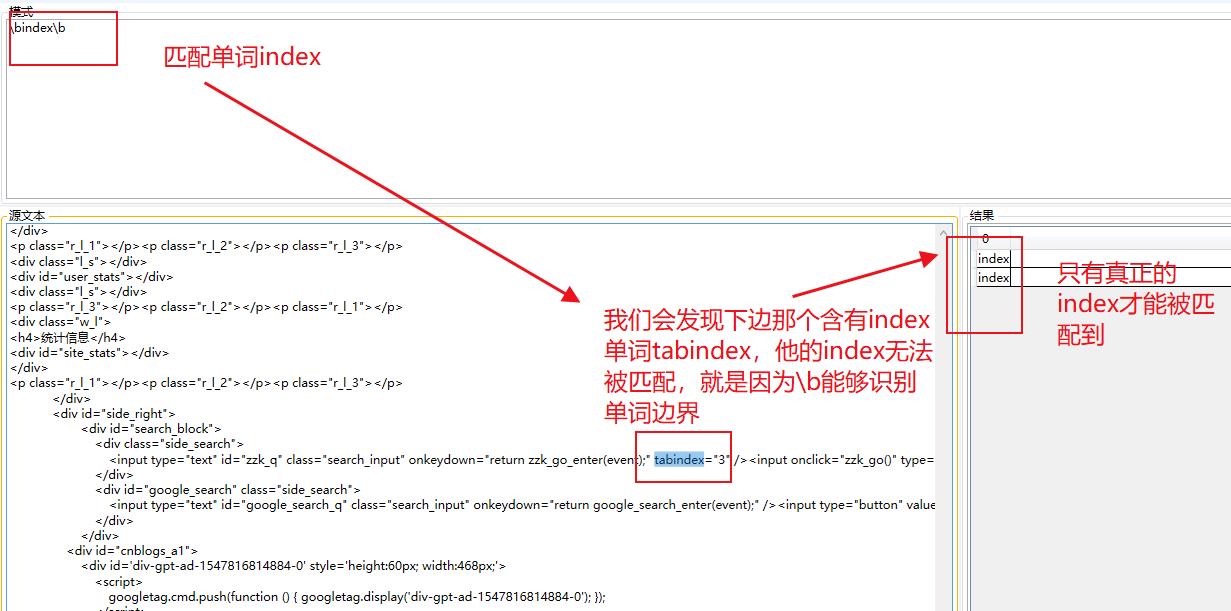 模式
\bindex\b
匹配单词index
源文本
</div>
<p class="r_l_1"></p><p class="r_l_2"></p><p class="r_l_3"></p>
<div class="l_s"></div>
<div id="user_stats"></div>
<div class="l_s"></div>
<p class="r_l_3"></p><p class="r_l_2"></p><p class="r_l_1"></p>
<div class="w_l">
<h4>统计信息</h4>
<div id="site_stats"></div>
</div>
<p class="r_l_1"></p><p class="r_l_2"></p><p class="r_l_3"></p>
</div>
<div id="side_right">
<div id="search_block">
<div class="side_search">
<input type="text" id="zzk_q" class="search_input" onkeydown="return zzk_go_enter(event);" tabindex="3" /><input onclick="zzk_go()" type=
</div>
<div id="google_search" class="side_search">
<input type="text" id="google_search_q" class="search_input" onkeydown="return google_search_enter(event);" /><input type="button" value
</div>
</div>
<div id="cnblogs_a1">
<div id='div-gpt-ad-1547816814884-0' style='height:60px; width:468px;'>
<script>
googletag.cmd.push(function () { googletag.display('div-gpt-ad-1547816814884-0'); });
我们会发现下边那个含有index
单词tabindex，他的index无法
被匹配，就是因为\b能够识别
单词边界
结果
0
index
index
只有真正的
index才能被匹
配到